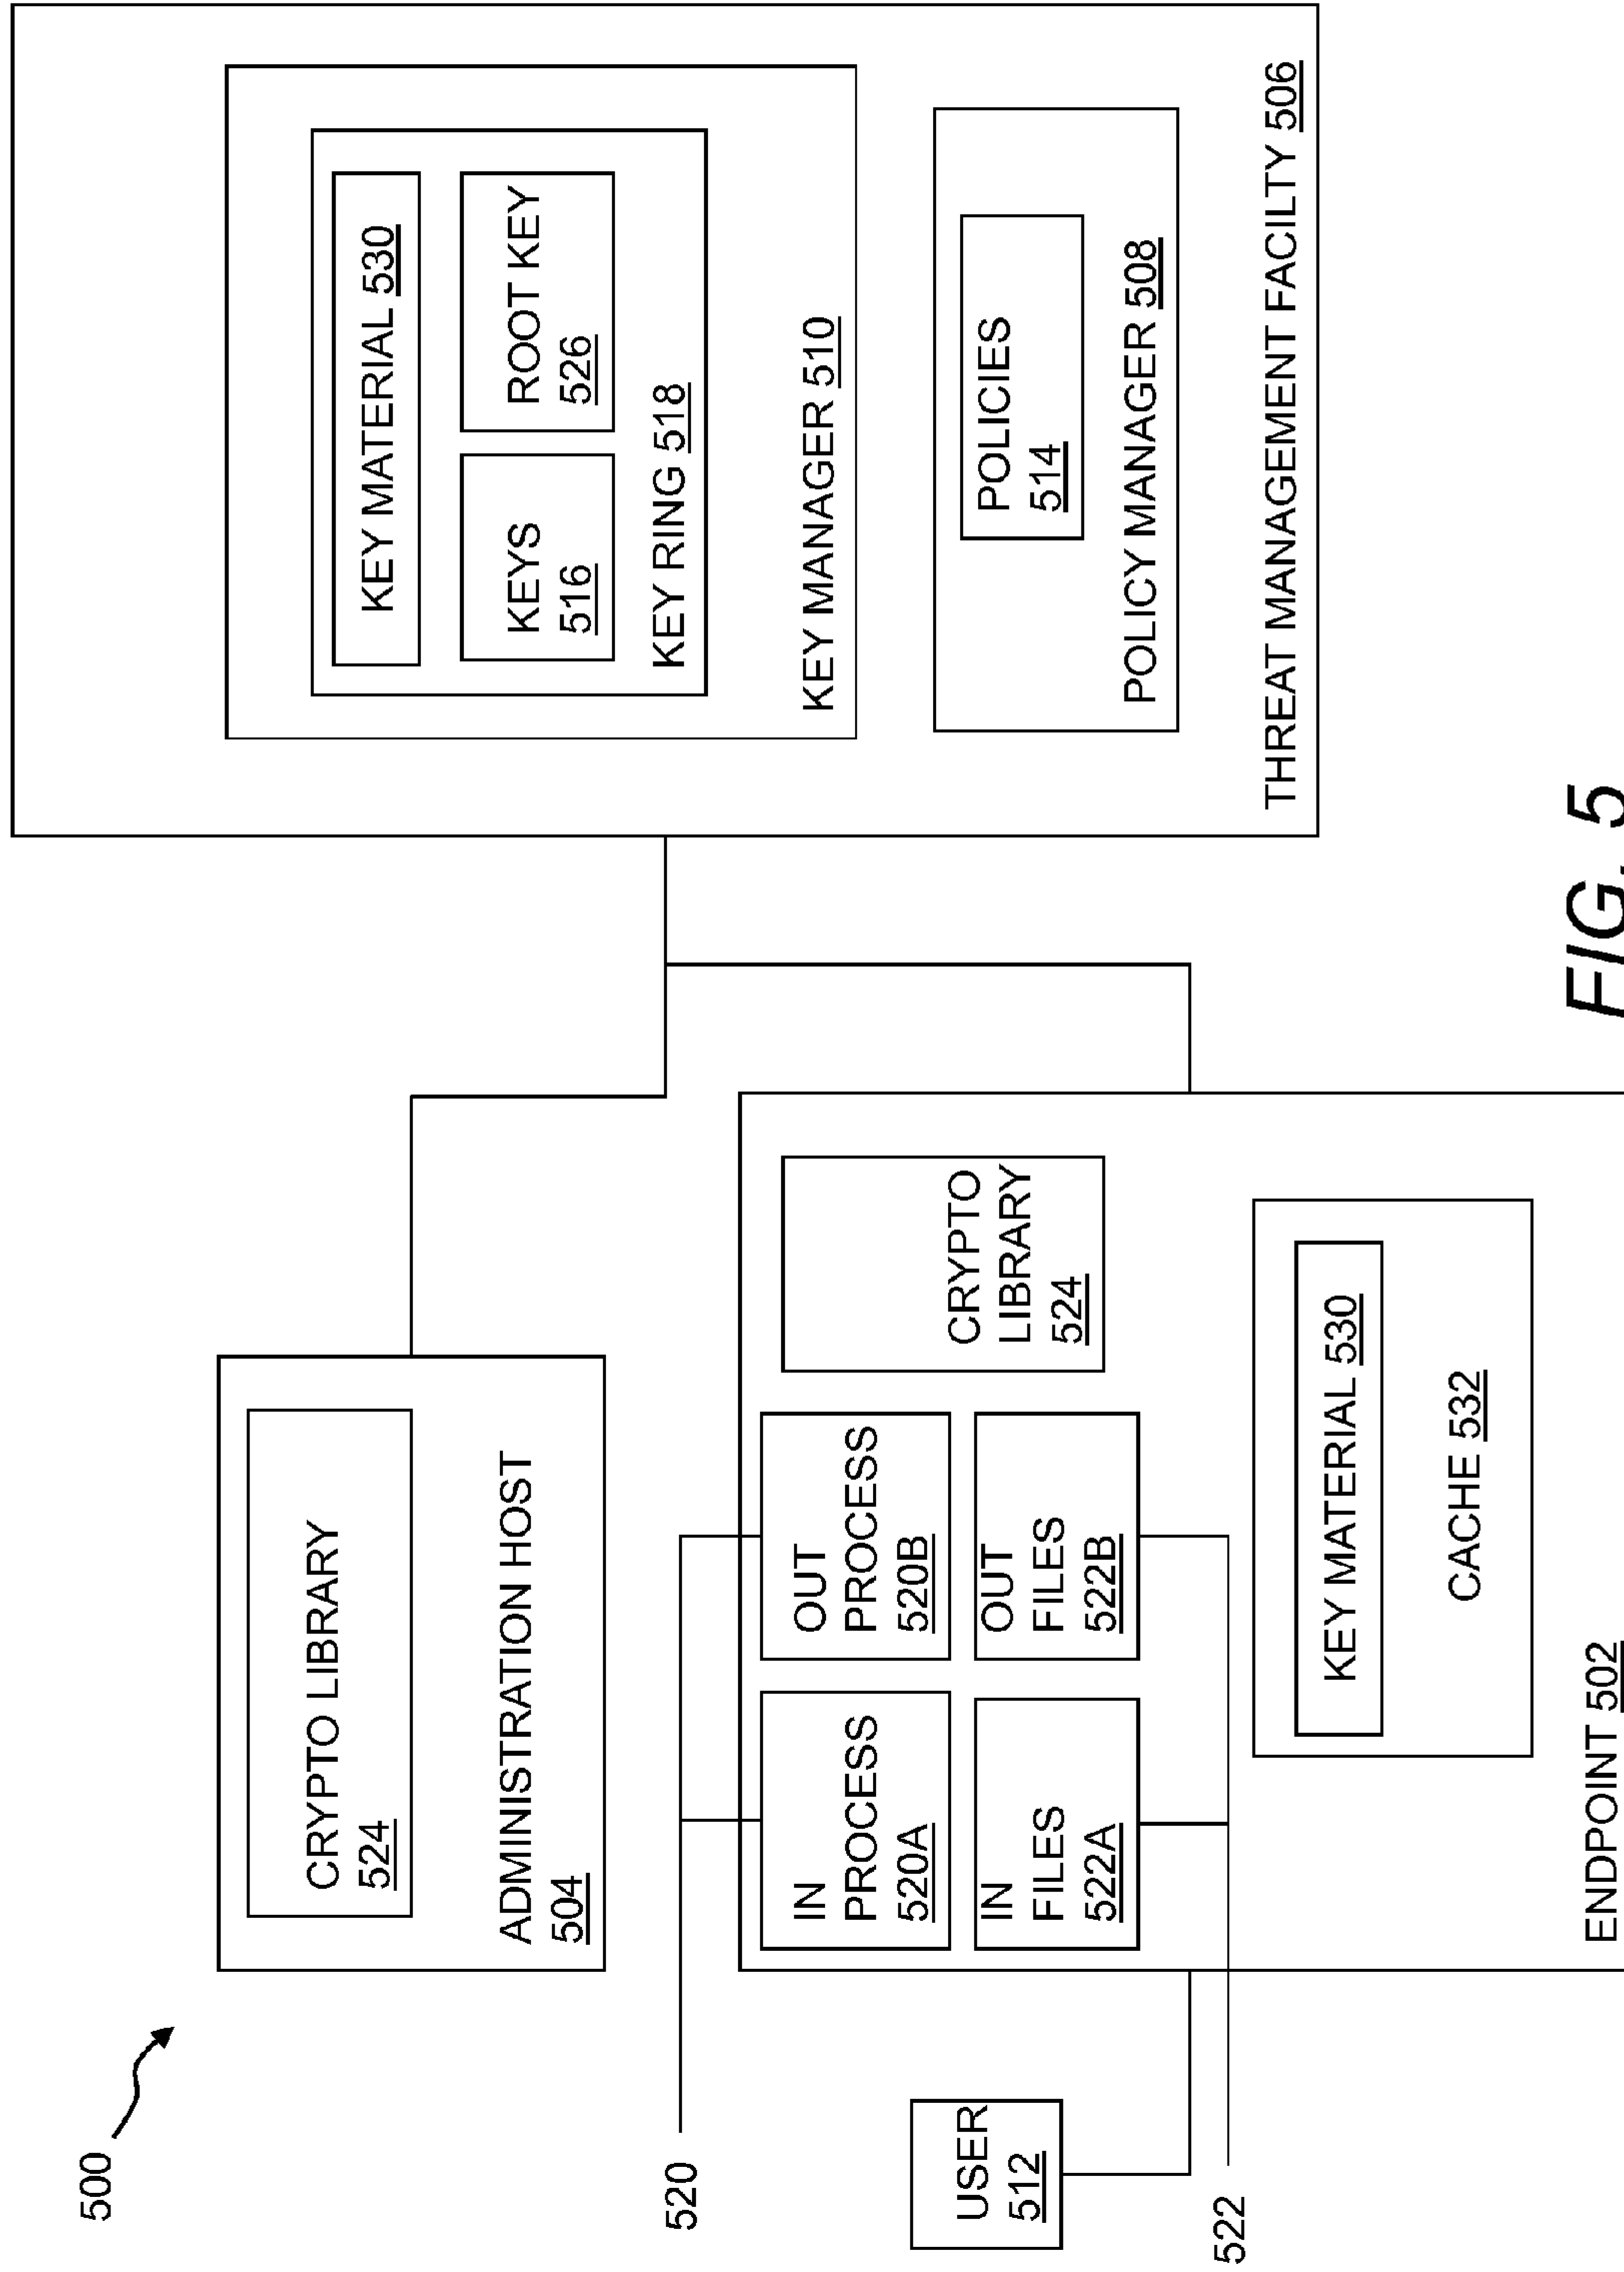 500
CRYPTO LIBRARY
524
ADMINISTRATION HOST
504
KEY MATERIAL 530
KEYS
516
ROOT KEY
526
KEY RING 518
KEY MANAGER 510
POLICIES
514
POLICY MANAGER 508
THREAT MANAGEMENT FACILTY 506
520
USER
512
522
IN
PROCESS
520A
OUT
PROCESS
520B
CRYPTO
LIBRARY
524
IN
FILES
522A
OUT
FILES
522B
KEY MATERIAL 530
CACHE 532
ENDPOINT 502
FIG. 5